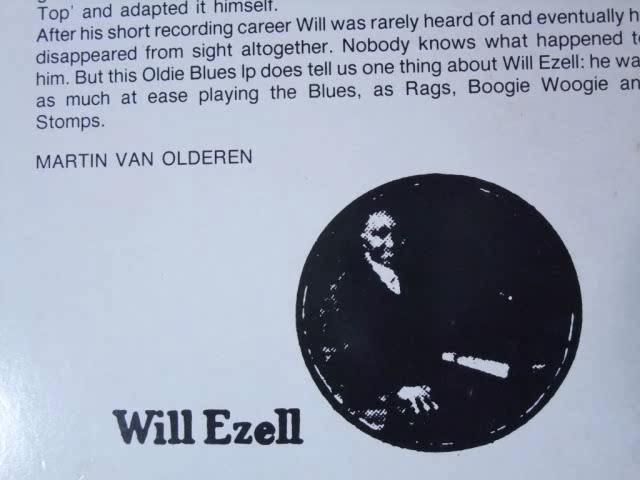 Top' and adapted it himself.
After his short recording career Will was rarely heard of and eventually h
disappeared from sight altogether. Nobody knows what happened to
him. But this Oldie Blues lp does tell us one thing about Will Ezell: he wa
as much at ease playing the Blues, as Rags, Boogie Woogie an
Stomps.
MARTIN VAN OLDEREN
Will Ezell